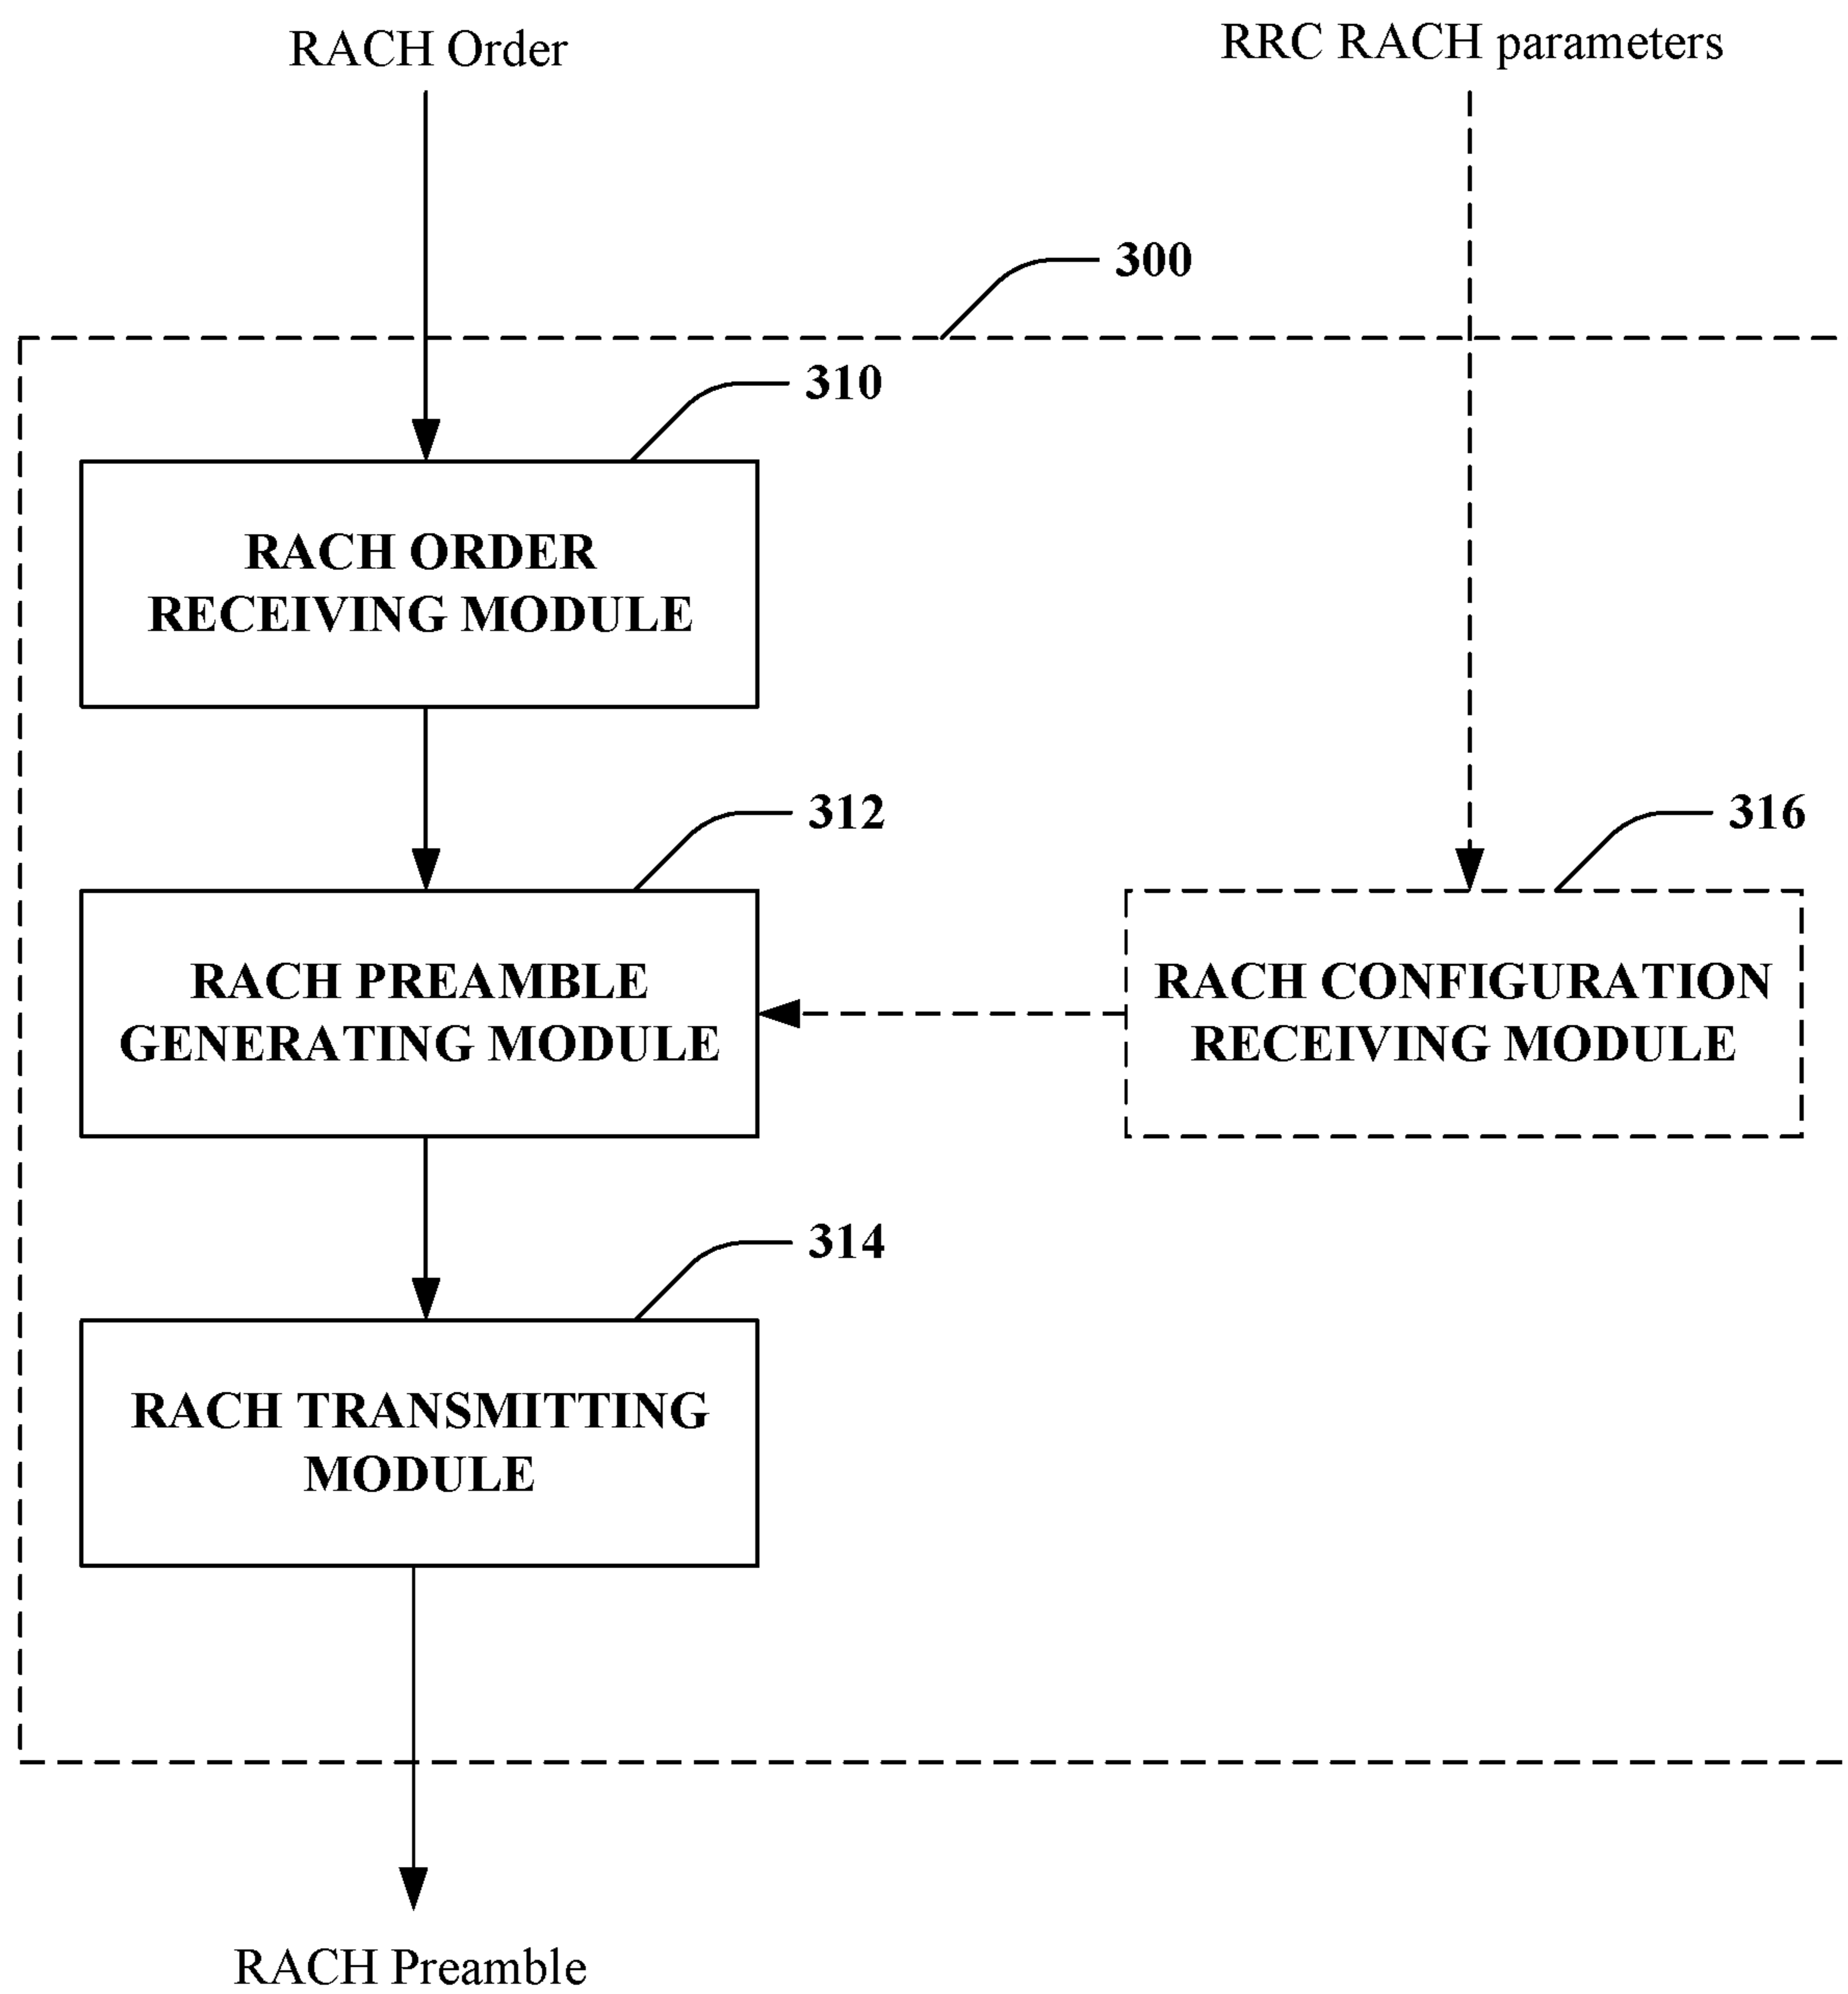 RACH Order
RRC RACH parameters
300
310
RACH ORDER
RECEIVING MODULE
312
316
RACH PREAMBLE
GENERATING MODULE
RACH CONFIGURATION
RECEIVING MODULE
314
RACH TRANSMITTING
MODULE
RACH Preamble